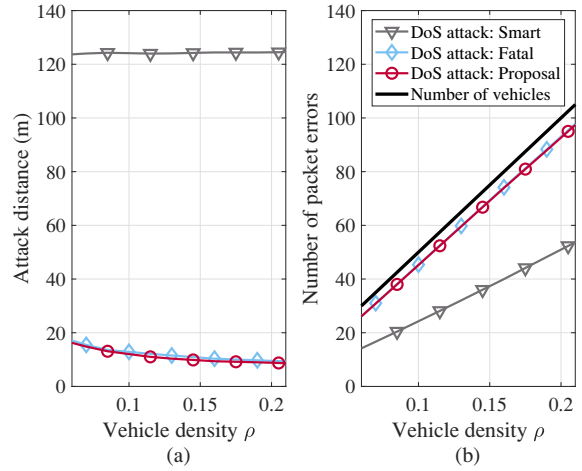 140
120
100
80
60
40
20
0
Attack distance (m)
0.1
0.15
0.2
Vehicle density ρ
(a)
140
120
100
80
60
40
20
0
Number of packet errors
DoS attack: Smart
DoS attack: Fatal
DoS attack: Proposal
Number of vehicles
0.1
0.15
0.2
Vehicle density ρ
(b)